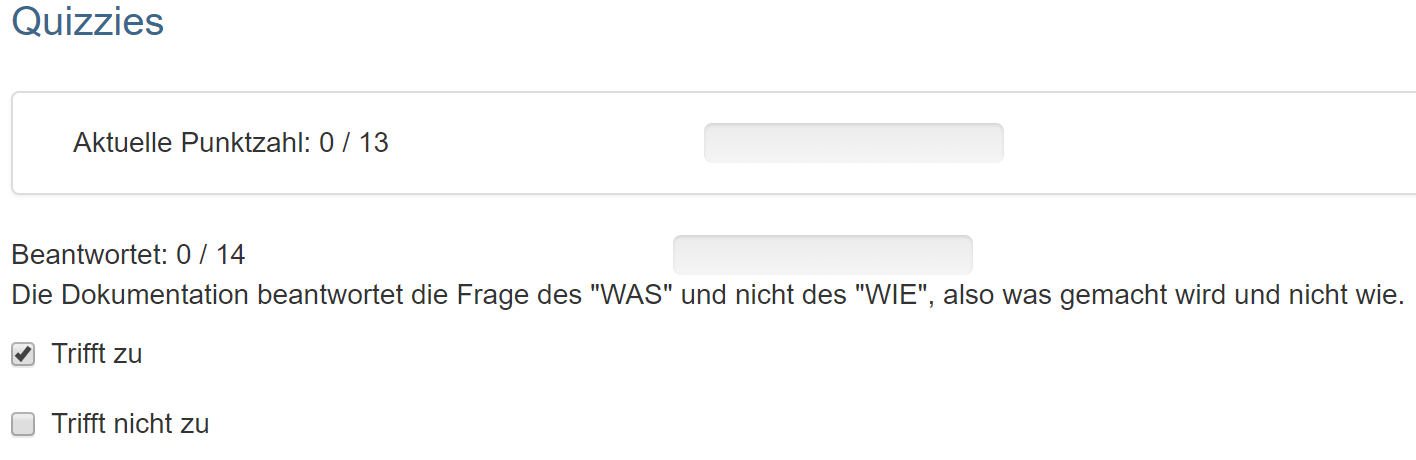 Quizzies
Aktuelle Punktzahl: 0 / 13
Beantwortet: 0 / 14
Die Dokumentation beantwortet die Frage des "WAS" und nicht des "WIE", also was gemacht wird und nicht wie.
Trifft zu
Trifft nicht zu